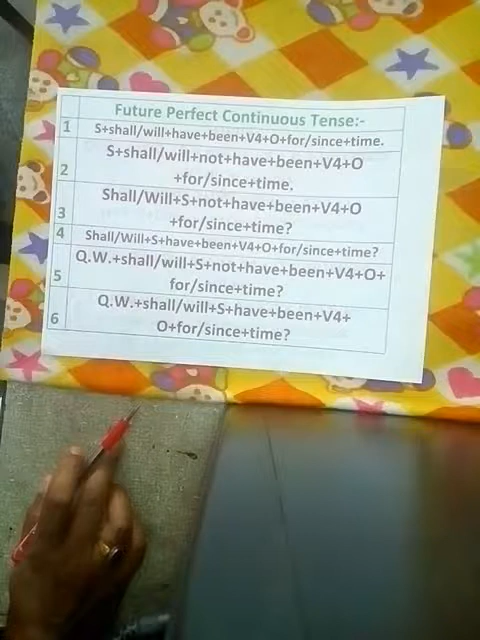 Future Perfect Continuous Tense:-
1 S+shall/will+have+been+V4+O+for/since+time.
2 S+shall/will+not+have+been+V4+O
+for/since+time.
3 Shall/Will+S+not+have+been+V4+O
+for/since+time?
4 Shall/Will+S+have+been+V4+O+for/since+time?
5 Q.W.+shall/will+S+not+have+been+V4+O+
for/since+time?
6 Q.W.+shall/will+S+have+been+V4+
O+for/since+time?